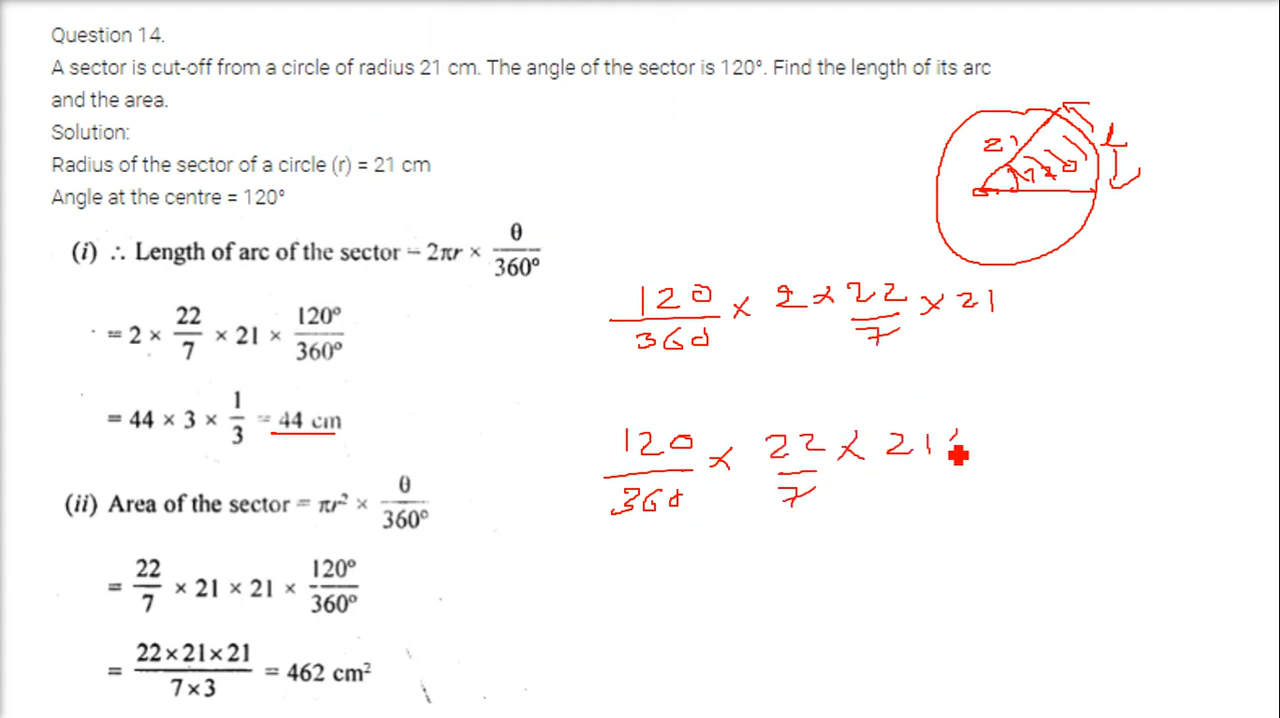 Question 14.
A sector is cut-off from a circle of radius 21 cm. The angle of the sector is 120°. Find the length of its arc
and the area.
Solution:
Radius of the sector of a circle (r) = 21 cm
Angle at the centre = 120°
(i) ∴ Length of arc of the sector = 2πr × θ/360°
= 2 × 22/7 × 21 × 120°/360°
= 44 × 3 × 1/3 = 44 cm
(ii) Area of the sector = πr² × θ/360°
= 22/7 × 21 × 21 × 120°/360°
= 22×21×21/7×3 = 462 cm²
21
120
L
120/360 × 2 × 22/7 × 21
120/360 × 22/7 × 21